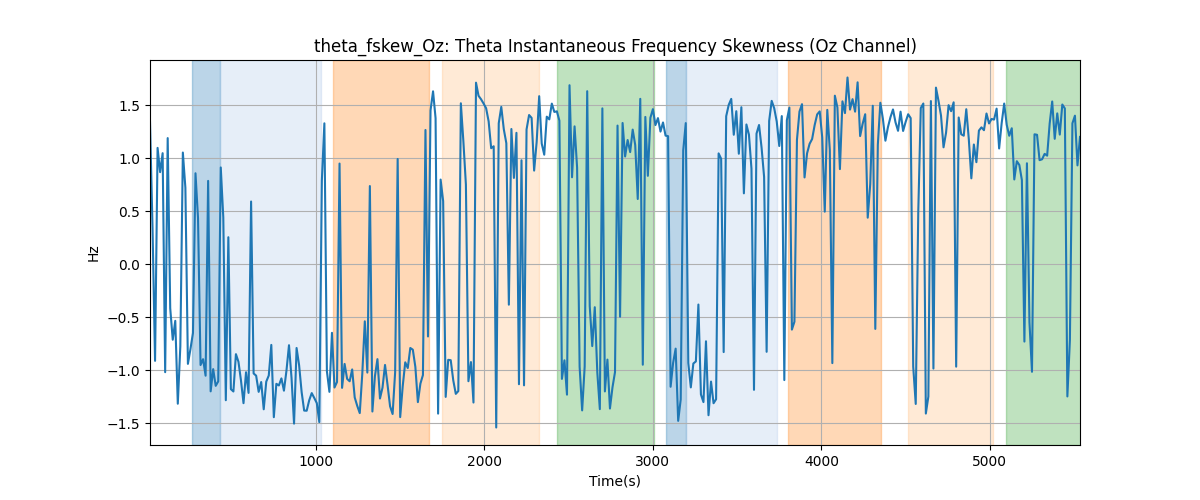 theta_fskew_Oz: Theta Instantaneous Frequency Skewness (Oz Channel)
1.5
1.0
0.5
0.0
−0.5
−1.0
−1.5
Hz
1000 2000 3000 4000 5000
Time(s)